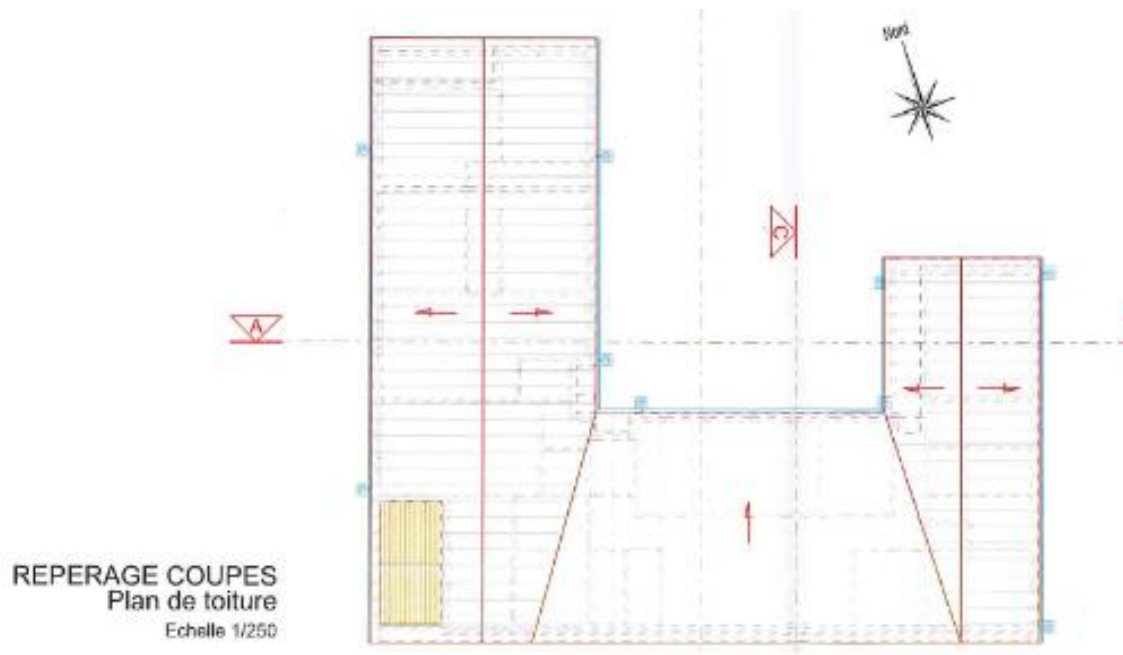 Nord
C
A
REPERAGE COUPES
Plan de toiture
Echelle 1/250